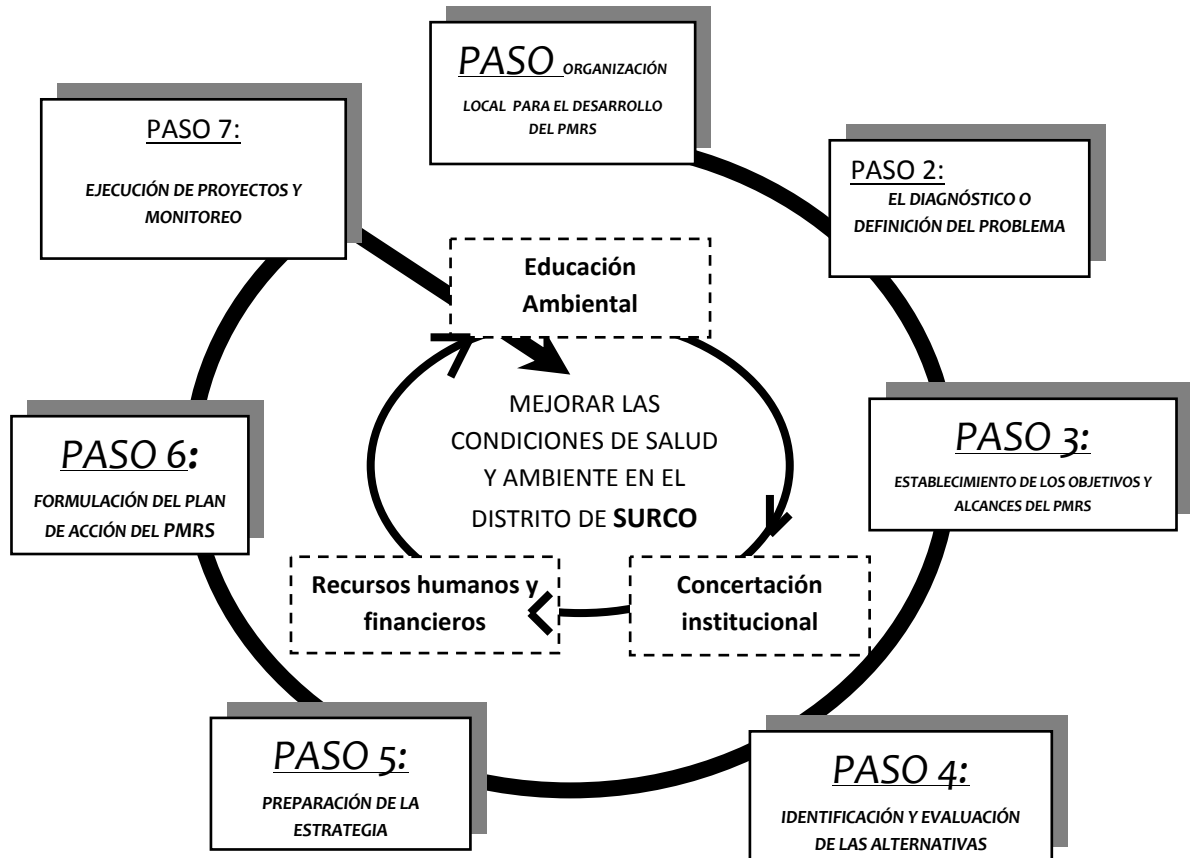 PASO ORGANIZACIÓN
LOCAL PARA EL DESARROLLO
DEL PMRS
PASO 2:
EL DIAGNÓSTICO O
DEFINICIÓN DEL PROBLEMA
PASO 3:
ESTABLECIMIENTO DE LOS OBJETIVOS Y
ALCANCES DEL PMRS
PASO 4:
IDENTIFICACIÓN Y EVALUACIÓN
DE LAS ALTERNATIVAS
PASO 5:
PREPARACIÓN DE LA
ESTRATEGIA
PASO 6:
FORMULACIÓN DEL PLAN
DE ACCIÓN DEL PMRS
PASO 7:
EJECUCIÓN DE PROYECTOS Y
MONITOREO
Educación
Ambiental
MEJORAR LAS
CONDICIONES DE SALUD
Y AMBIENTE EN EL
DISTRITO DE SURCO
Concertación
institucional
Recursos humanos y
financieros